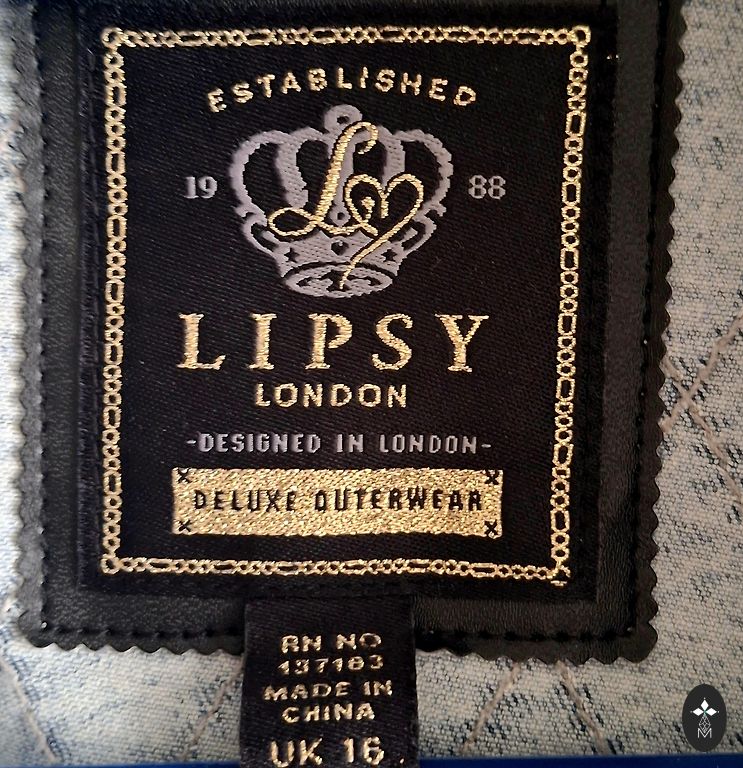 ESTABLISHED
19 88
LIPSY
LONDON
-DESIGNED IN LONDON-
DELUXE OUTERWEAR
RN NO
137183
MADE IN
CHINA
UK 16